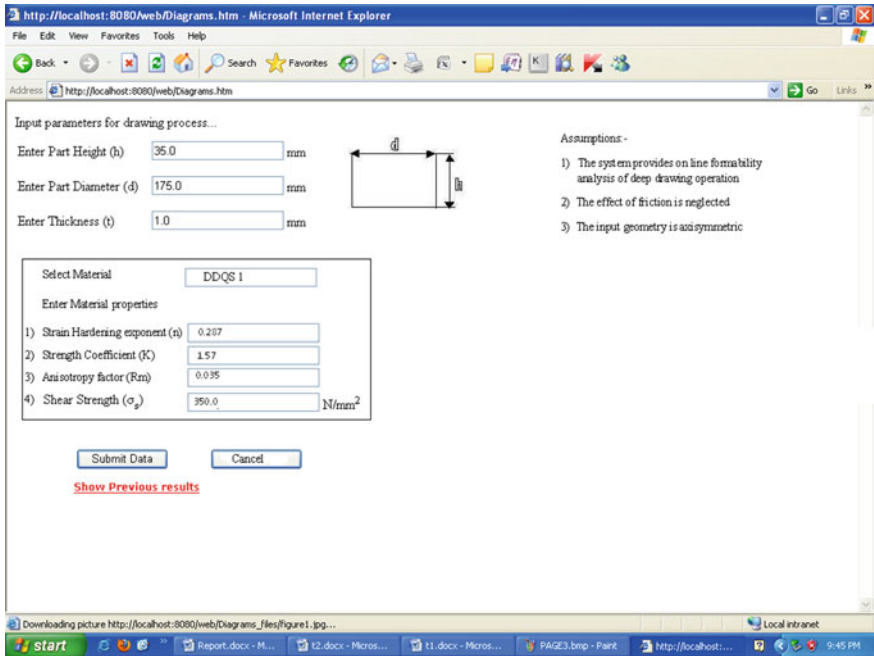 http://localhost:8080/web/Diagrams.htm - Microsoft Internet Explorer
File Edit View Favorites Tools Help
Back Search Favorites
Address http://localhost:8080/web/Diagrams.htm Go Links »
Input parameters for drawing process...
Enter Part Height (h) 35.0 mm
Enter Part Diameter (d) 175.0 mm
Enter Thickness (t) 1.0 mm
d
h
Assumptions:-
1) The system provides on line formability
analysis of deep drawing operation
2) The effect of friction is neglected
3) The input geometry is axisymmetric
Select Material DDQS 1
Enter Material properties
1) Strain Hardening exponent (n) 0.287
2) Strength Coefficient (K) 1.57
3) Anisotropy factor (Rm) 0.035
4) Shear Strength (σs) 350.0 N/mm2
Submit Data Cancel
Show Previous results
Downloading picture http://localhost:8080/web/Diagrams_files/figure1.jpg... Local intranet
start » Report.docx - M... t2.docx - Micros... t1.docx - Micros... PAGE3.bmp - Paint http://localhost:... 9:45 PM